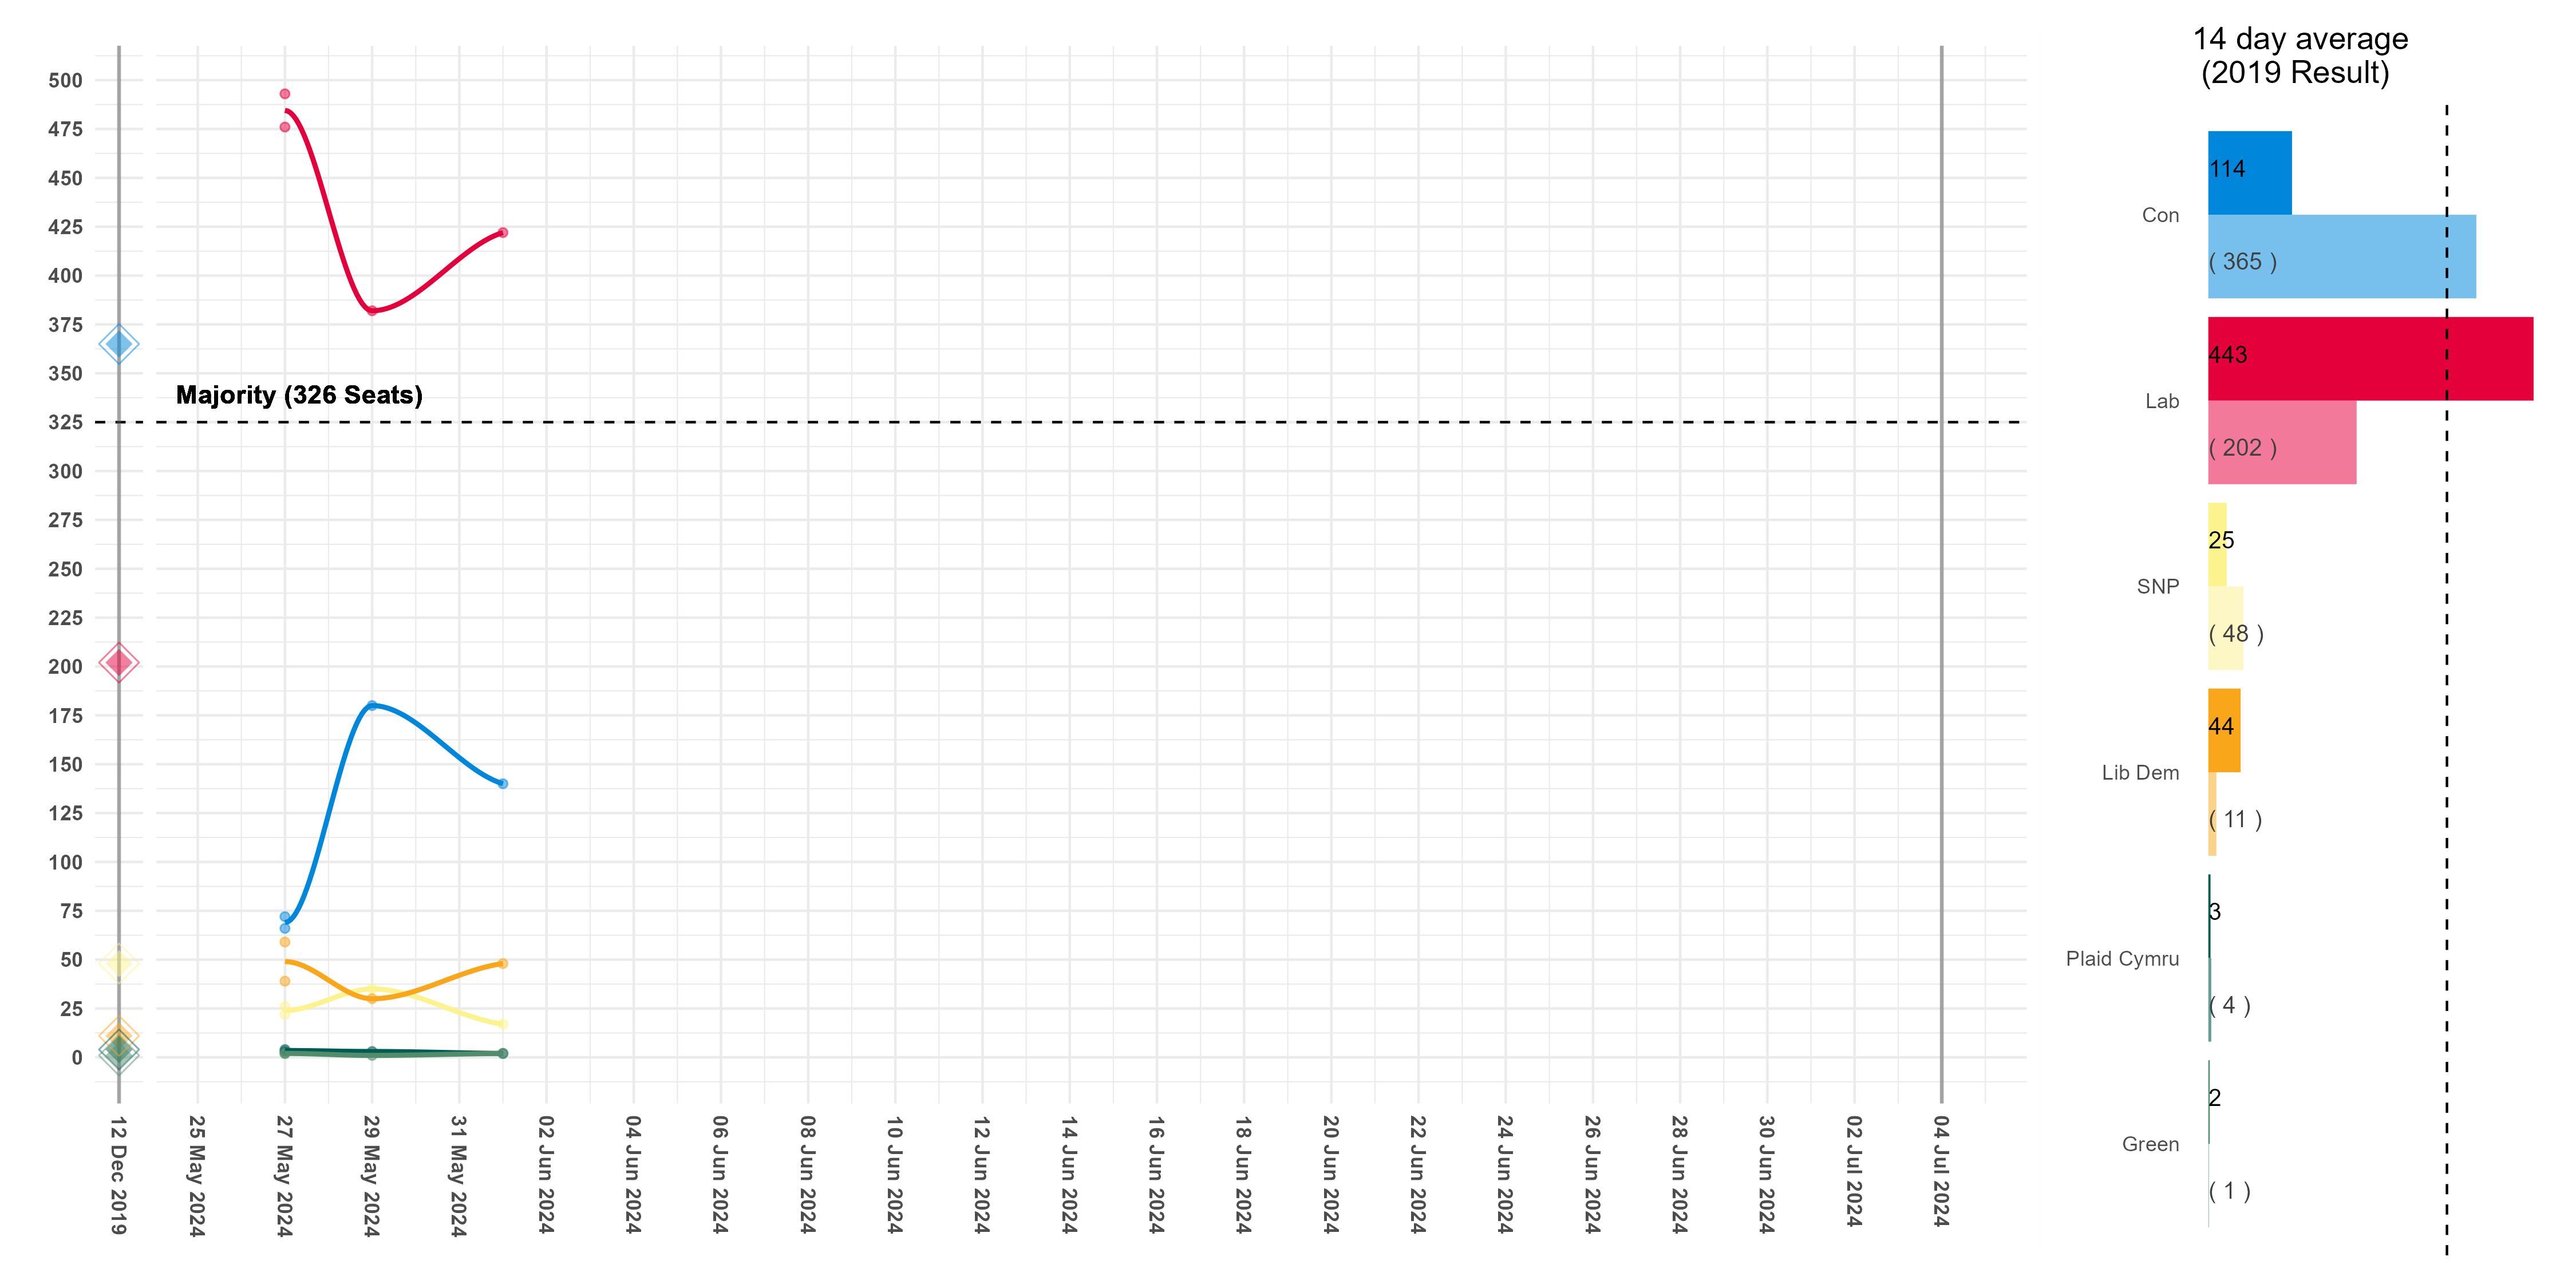 14 day average
(2019 Result)
500
475
450
425
400
375
350
325
300
275
250
225
200
175
150
125
100
75
50
25
0
Majority (326 Seats)
12 Dec 2019
25 May 2024
27 May 2024
29 May 2024
31 May 2024
02 Jun 2024
04 Jun 2024
06 Jun 2024
08 Jun 2024
10 Jun 2024
12 Jun 2024
14 Jun 2024
16 Jun 2024
18 Jun 2024
20 Jun 2024
22 Jun 2024
24 Jun 2024
26 Jun 2024
28 Jun 2024
30 Jun 2024
02 Jul 2024
04 Jul 2024
Con
114
( 365 )
Lab
443
( 202 )
SNP
25
( 48 )
Lib Dem
44
( 11 )
Plaid Cymru
3
( 4 )
Green
2
( 1 )